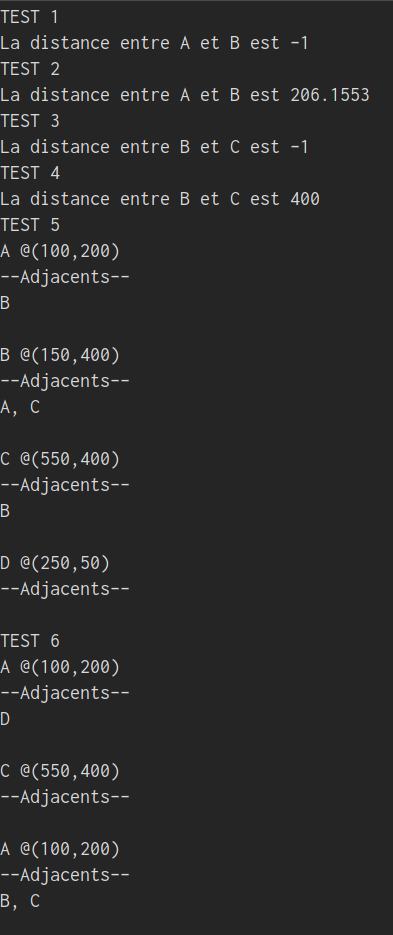 TEST 1
La distance entre A et B est -1
TEST 2
La distance entre A et B est 206.1553
TEST 3
La distance entre B et C est -1
TEST 4
La distance entre B et C est 400
TEST 5
A @(100,200)
--Adjacents--
B
B @(150,400)
--Adjacents--
A, C
C @(550,400)
--Adjacents--
B
D @(250,50)
--Adjacents--
TEST 6
A @(100,200)
--Adjacents--
D
C @(550,400)
--Adjacents--
A @(100,200)
--Adjacents--
B, C